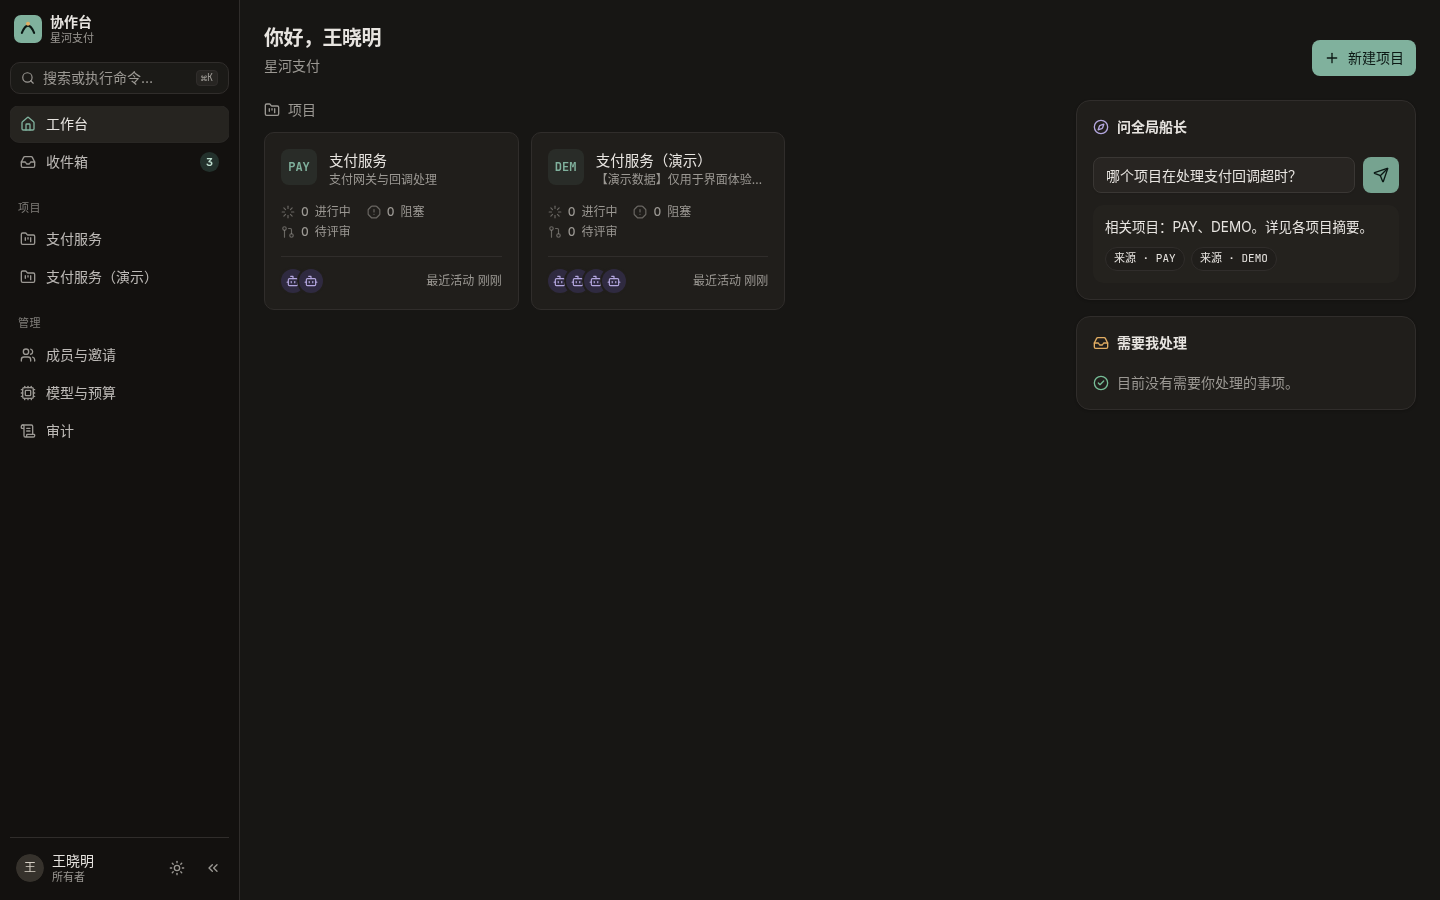 协作台
星河支付
搜索或执行命令... ⌘K
工作台
收件箱 3
项目
支付服务
支付服务（演示）
管理
成员与邀请
模型与预算
审计
王 王晓明
所有者
你好，王晓明
星河支付
新建项目
项目
PAY 支付服务
支付网关与回调处理
0 进行中 0 阻塞
0 待评审
最近活动 刚刚
DEM 支付服务（演示）
【演示数据】仅用于界面体验...
0 进行中 0 阻塞
0 待评审
最近活动 刚刚
问全局船长
哪个项目在处理支付回调超时？
相关项目：PAY、DEMO。详见各项目摘要。
来源 · PAY 来源 · DEMO
需要我处理
目前没有需要你处理的事项。